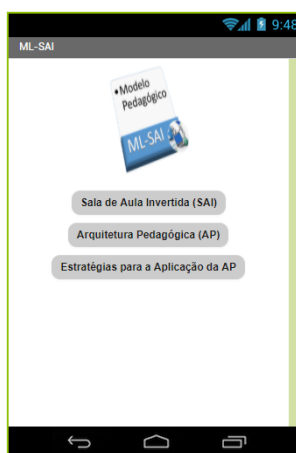 9:48
ML-SAI
•Modelo
Pedagógico
ML-SAI
Sala de Aula Invertida (SAI)
Arquitetura Pedagógica (AP)
Estratégias para a Aplicação da AP